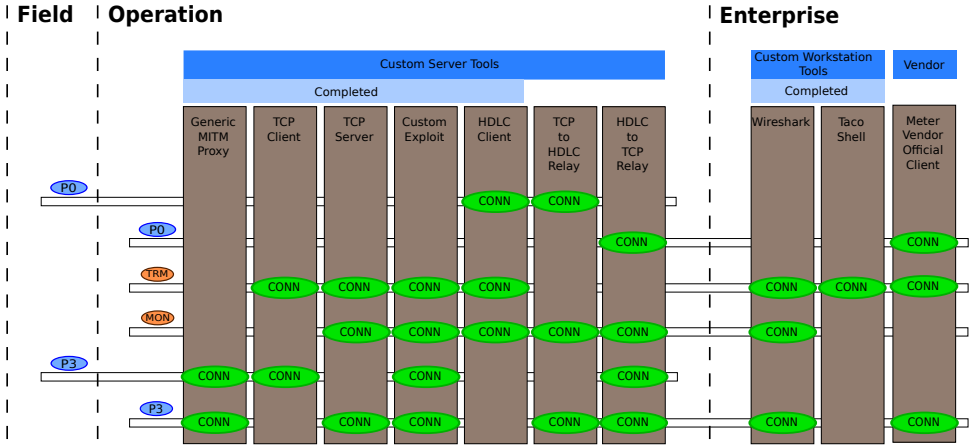 Field
Operation
Enterprise
Custom Server Tools
Custom Workstation
Tools
Vendor
Completed
Completed
Generic
MITM
Proxy
TCP
Client
TCP
Server
Custom
Exploit
HDLC
Client
TCP
to
HDLC
Relay
HDLC
to
TCP
Relay
Wireshark
Taco
Shell
Meter
Vendor
Official
Client
P0
CONN CONN
P0
CONN CONN
TRM
CONN CONN CONN CONN CONN CONN CONN
MON
CONN CONN CONN CONN CONN CONN
P3
CONN CONN CONN CONN
P3
CONN CONN CONN CONN CONN CONN CONN